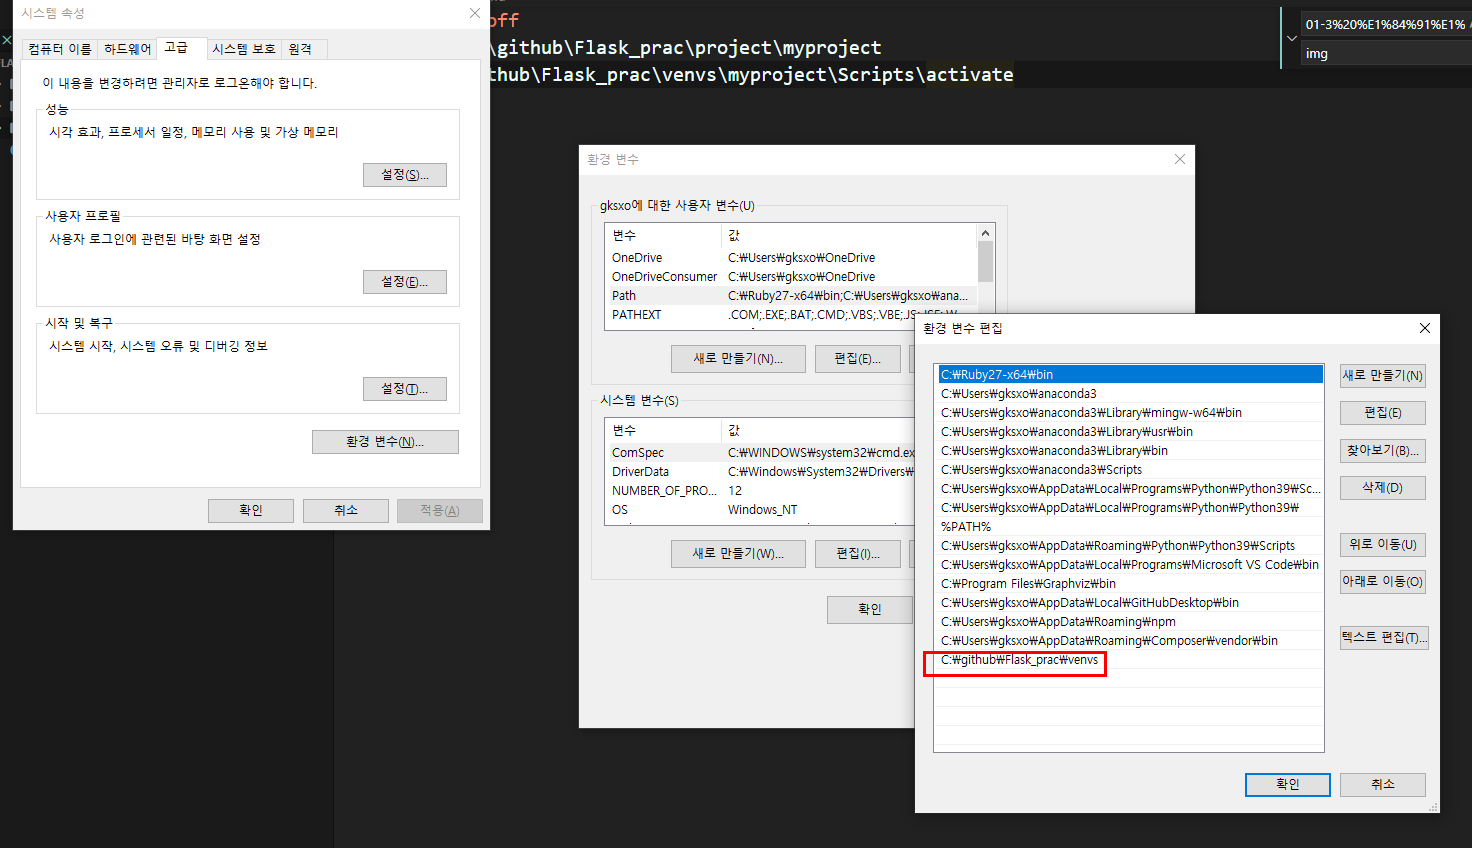 시스템 속성
컴퓨터 이름 하드웨어 고급 시스템 보호 원격
이 내용을 변경하려면 관리자로 로그온해야 합니다.
성능
시각 효과, 프로세서 일정, 메모리 사용 및 가상 메모리
설정(S)...
사용자 프로필
사용자 로그인에 관련된 바탕 화면 설정
설정(E)...
시작 및 복구
시스템 시작, 시스템 오류 및 디버깅 정보
설정(T)...
환경 변수(N)...
확인 취소 적용(A)
off
\github\Flask_prac\project\myproject
thub\Flask_prac\venvs\myproject\Scripts\activate
01-3%20%E1%84%91%E1%
img
환경 변수
gksxo에 대한 사용자 변수(U)
변수 값
OneDrive C:₩Users₩gksxo₩OneDrive
OneDriveConsumer C:₩Users₩gksxo₩OneDrive
Path C:₩Ruby27-x64₩bin;C:₩Users₩gksxo₩ana...
PATHEXT .COM;.EXE;.BAT;.CMD;.VBS;.VBE;.JS;.JSE;.W
새로 만들기(N)... 편집(E)...
시스템 변수(S)
변수 값
ComSpec C:₩WINDOWS₩system32₩cmd.ex
DriverData C:₩Windows₩System32₩Drivers₩
NUMBER_OF_PRO... 12
OS Windows_NT
새로 만들기(W)... 편집(I)...
확인
환경 변수 편집
C:₩Ruby27-x64₩bin
C:₩Users₩gksxo₩anaconda3
C:₩Users₩gksxo₩anaconda3₩Library₩mingw-w64₩bin
C:₩Users₩gksxo₩anaconda3₩Library₩usr₩bin
C:₩Users₩gksxo₩anaconda3₩Library₩bin
C:₩Users₩gksxo₩anaconda3₩Scripts
C:₩Users₩gksxo₩AppData₩Local₩Programs₩Python₩Python39₩Sc...
C:₩Users₩gksxo₩AppData₩Local₩Programs₩Python₩Python39₩
%PATH%
C:₩Users₩gksxo₩AppData₩Roaming₩Python₩Python39₩Scripts
C:₩Users₩gksxo₩AppData₩Local₩Programs₩Microsoft VS Code₩bin
C:₩Program Files₩Graphviz₩bin
C:₩Users₩gksxo₩AppData₩Local₩GitHubDesktop₩bin
C:₩Users₩gksxo₩AppData₩Roaming₩npm
C:₩Users₩gksxo₩AppData₩Roaming₩Composer₩vendor₩bin
C:₩github₩Flask_prac₩venvs
새로 만들기(N)
편집(E)
찾아보기(B)...
삭제(D)
위로 이동(U)
아래로 이동(O)
텍스트 편집(T)...
확인 취소